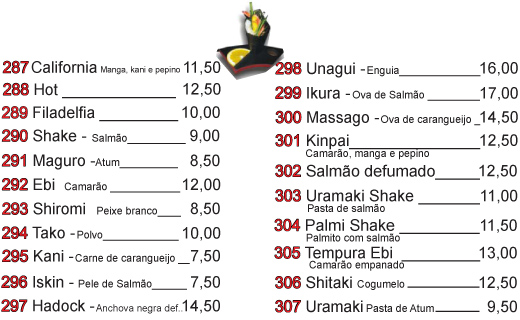 287 California Manga, kani e pepino 11,50
288 Hot 12,50
289 Filadelfia 10,00
290 Shake - Salmão 9,00
291 Maguro -Atum 8,50
292 Ebi Camarão 12,00
293 Shiromi Peixe branco 8,50
294 Tako -Polvo 10,00
295 Kani -Carne de carangueijo 7,50
296 Iskin - Pele de Salmão 7,50
297 Hadock -Anchova negra def..14,50
298 Unagui -Enguia 16,00
299 Ikura -Ova de Salmão 17,00
300 Massago -Ova de carangueijo 14,50
301 Kinpai 12,50
Camarão, manga e pepino
302 Salmão defumado 12,50
303 Uramaki Shake 11,00
Pasta de salmão
304 Palmi Shake 11,50
Palmito com salmão
305 Tempura Ebi 13,00
Camarão empanado
306 Shitaki Cogumelo 12,50
307 Uramaki Pasta de Atum 9,50